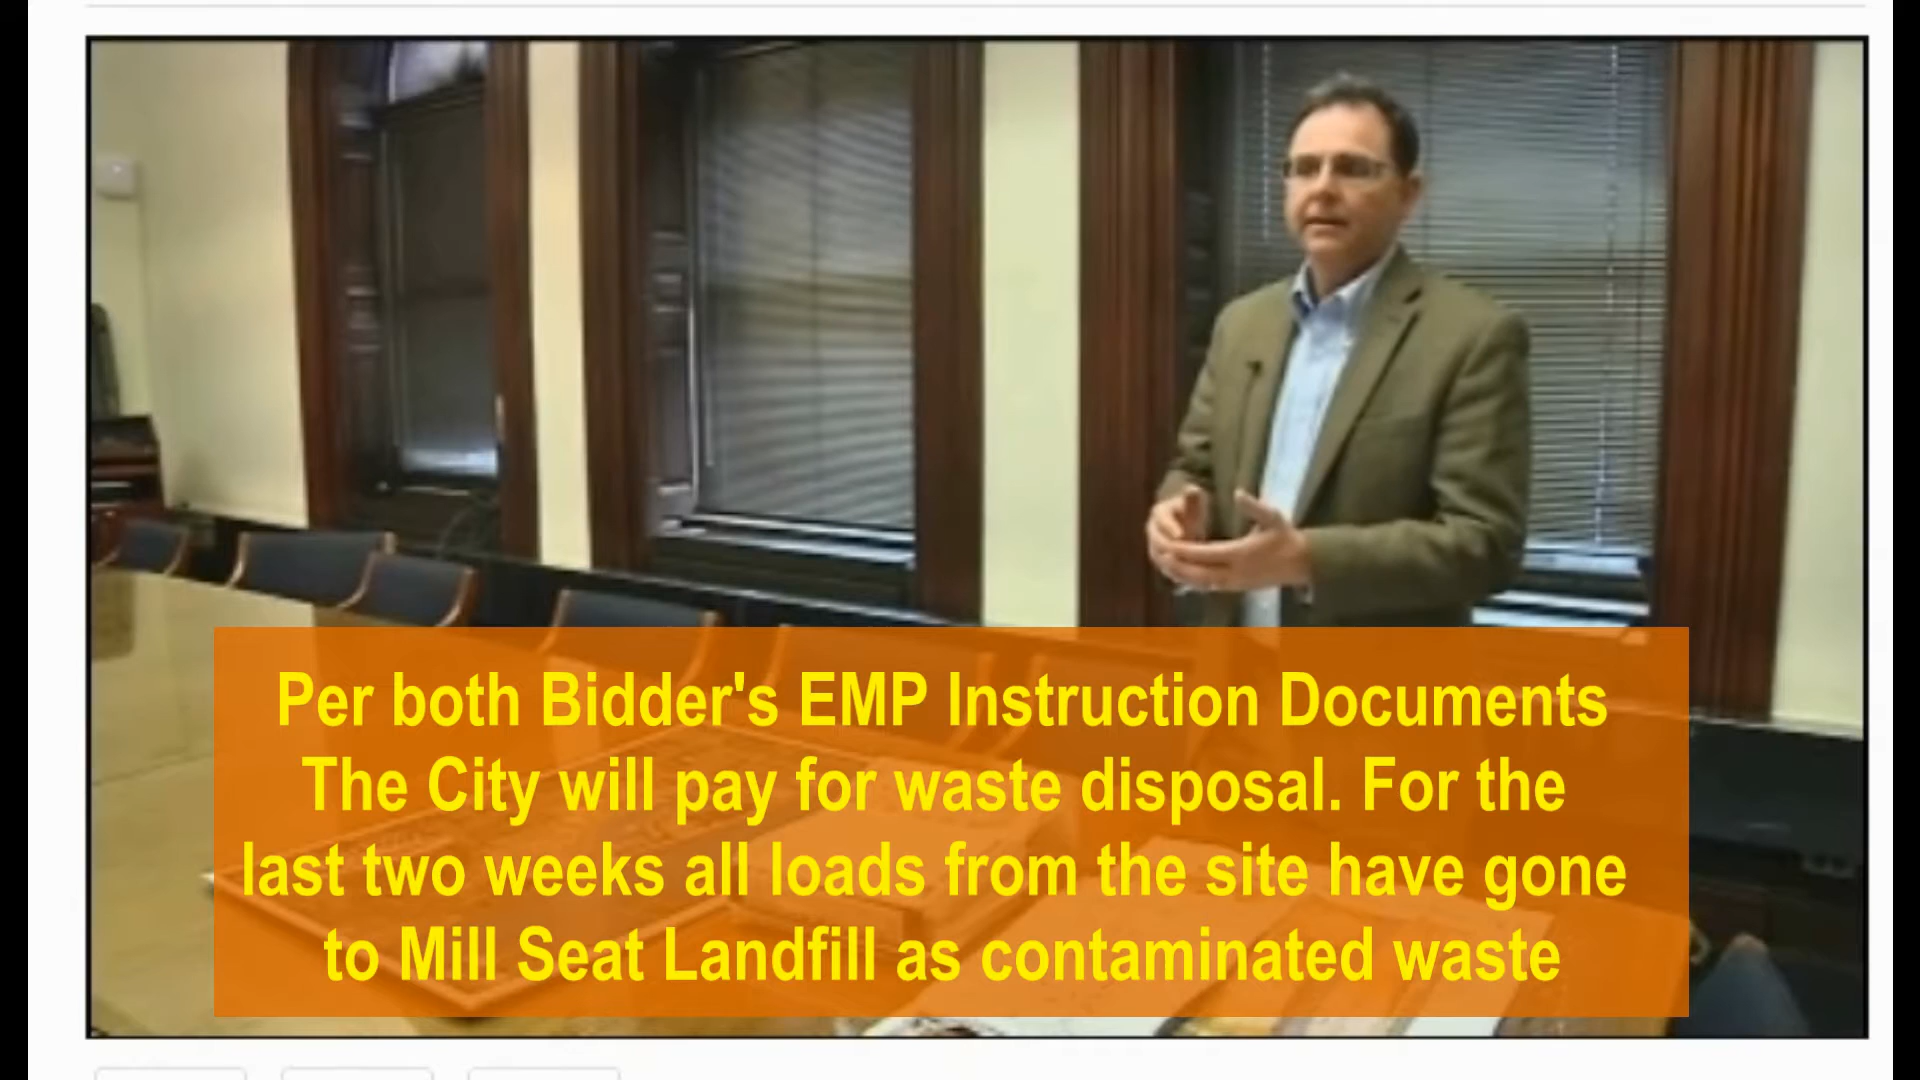 Per both Bidder's EMP Instruction Documents
The City will pay for waste disposal. For the
last two weeks all loads from the site have gone
to Mill Seat Landfill as contaminated waste